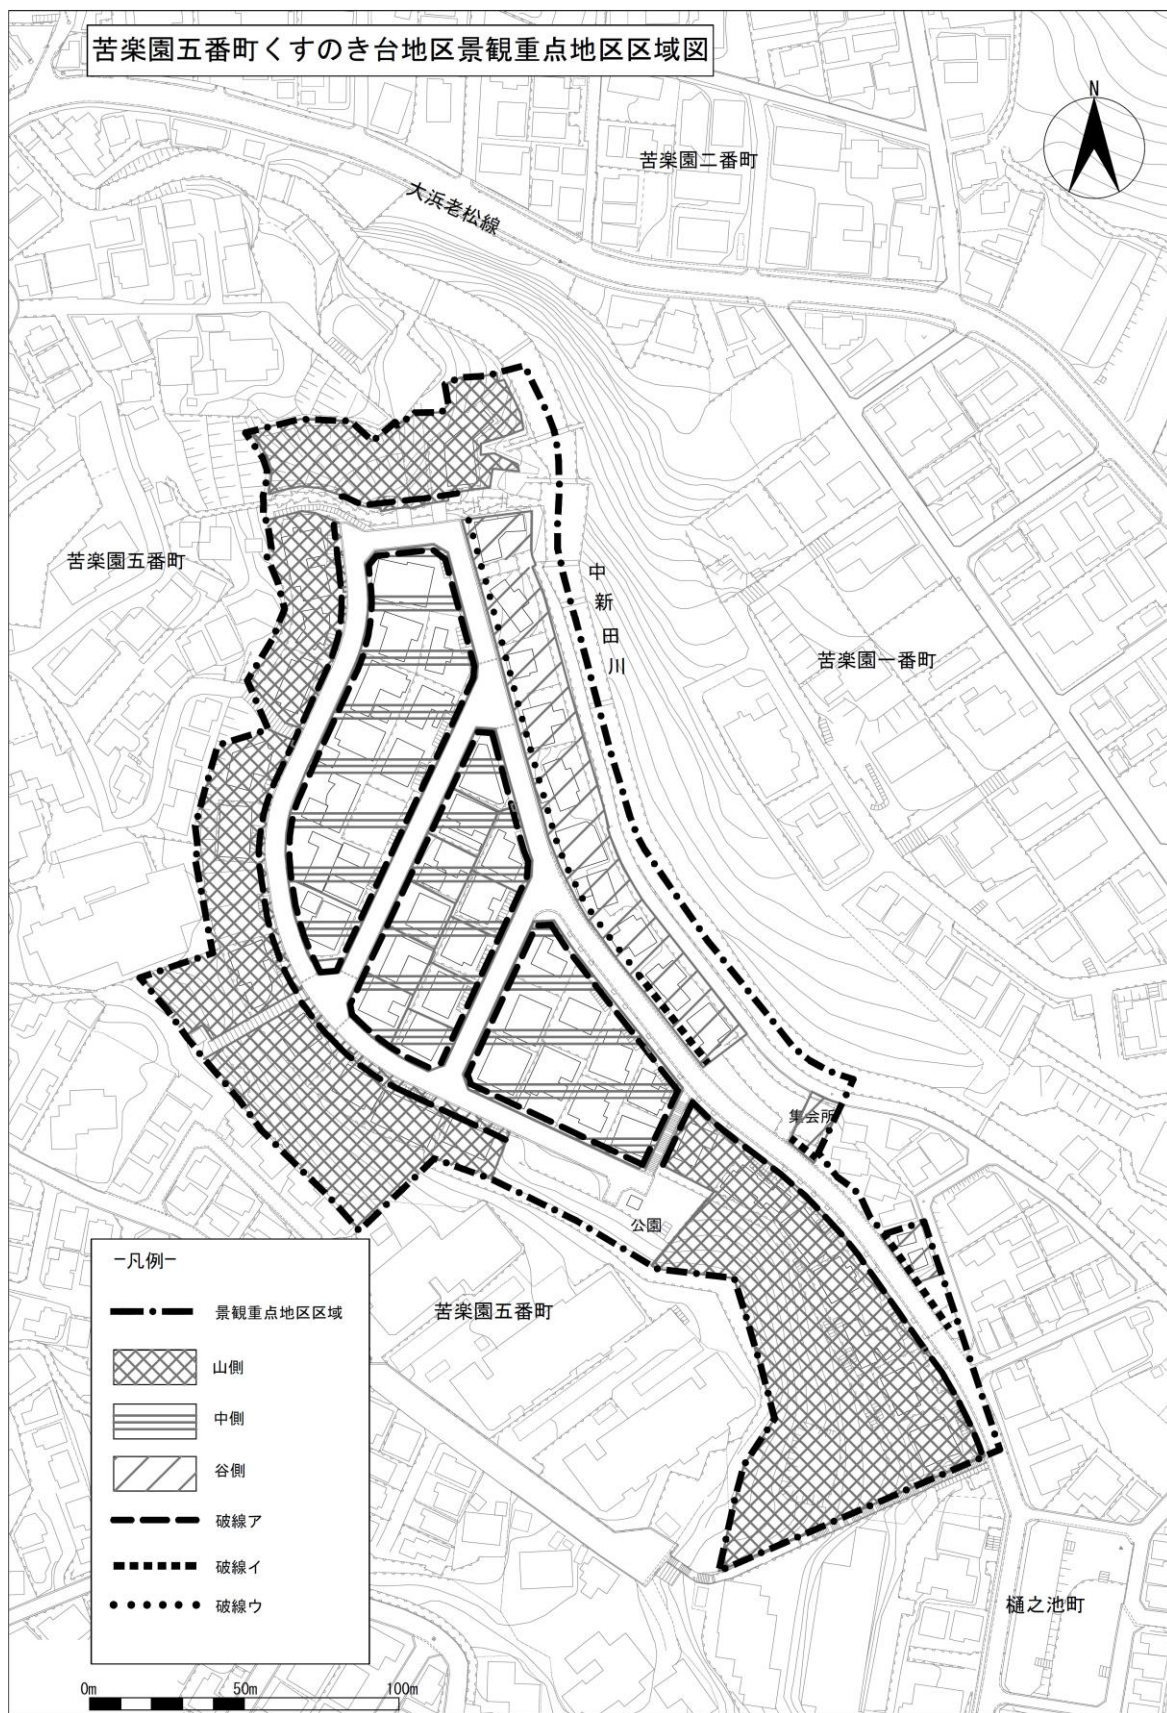 苦楽園五番町くすのき台地区景観重点地区区域図
N
苦楽園二番町
大浜老松線
苦楽園五番町
中新田川
苦楽園一番町
集会所
公園
苦楽園五番町
－凡例－
景観重点地区区域
山側
中側
谷側
破線ア
破線イ
破線ウ
樋之池町
0m 50m 100m